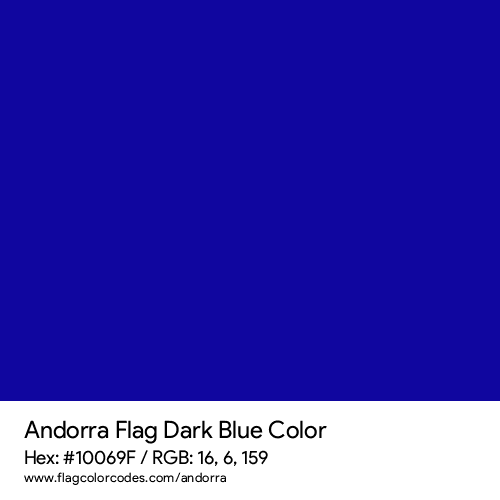 Andorra Flag Dark Blue Color
Hex: #10069F / RGB: 16, 6, 159
www.flagcolorcodes.com/andorra